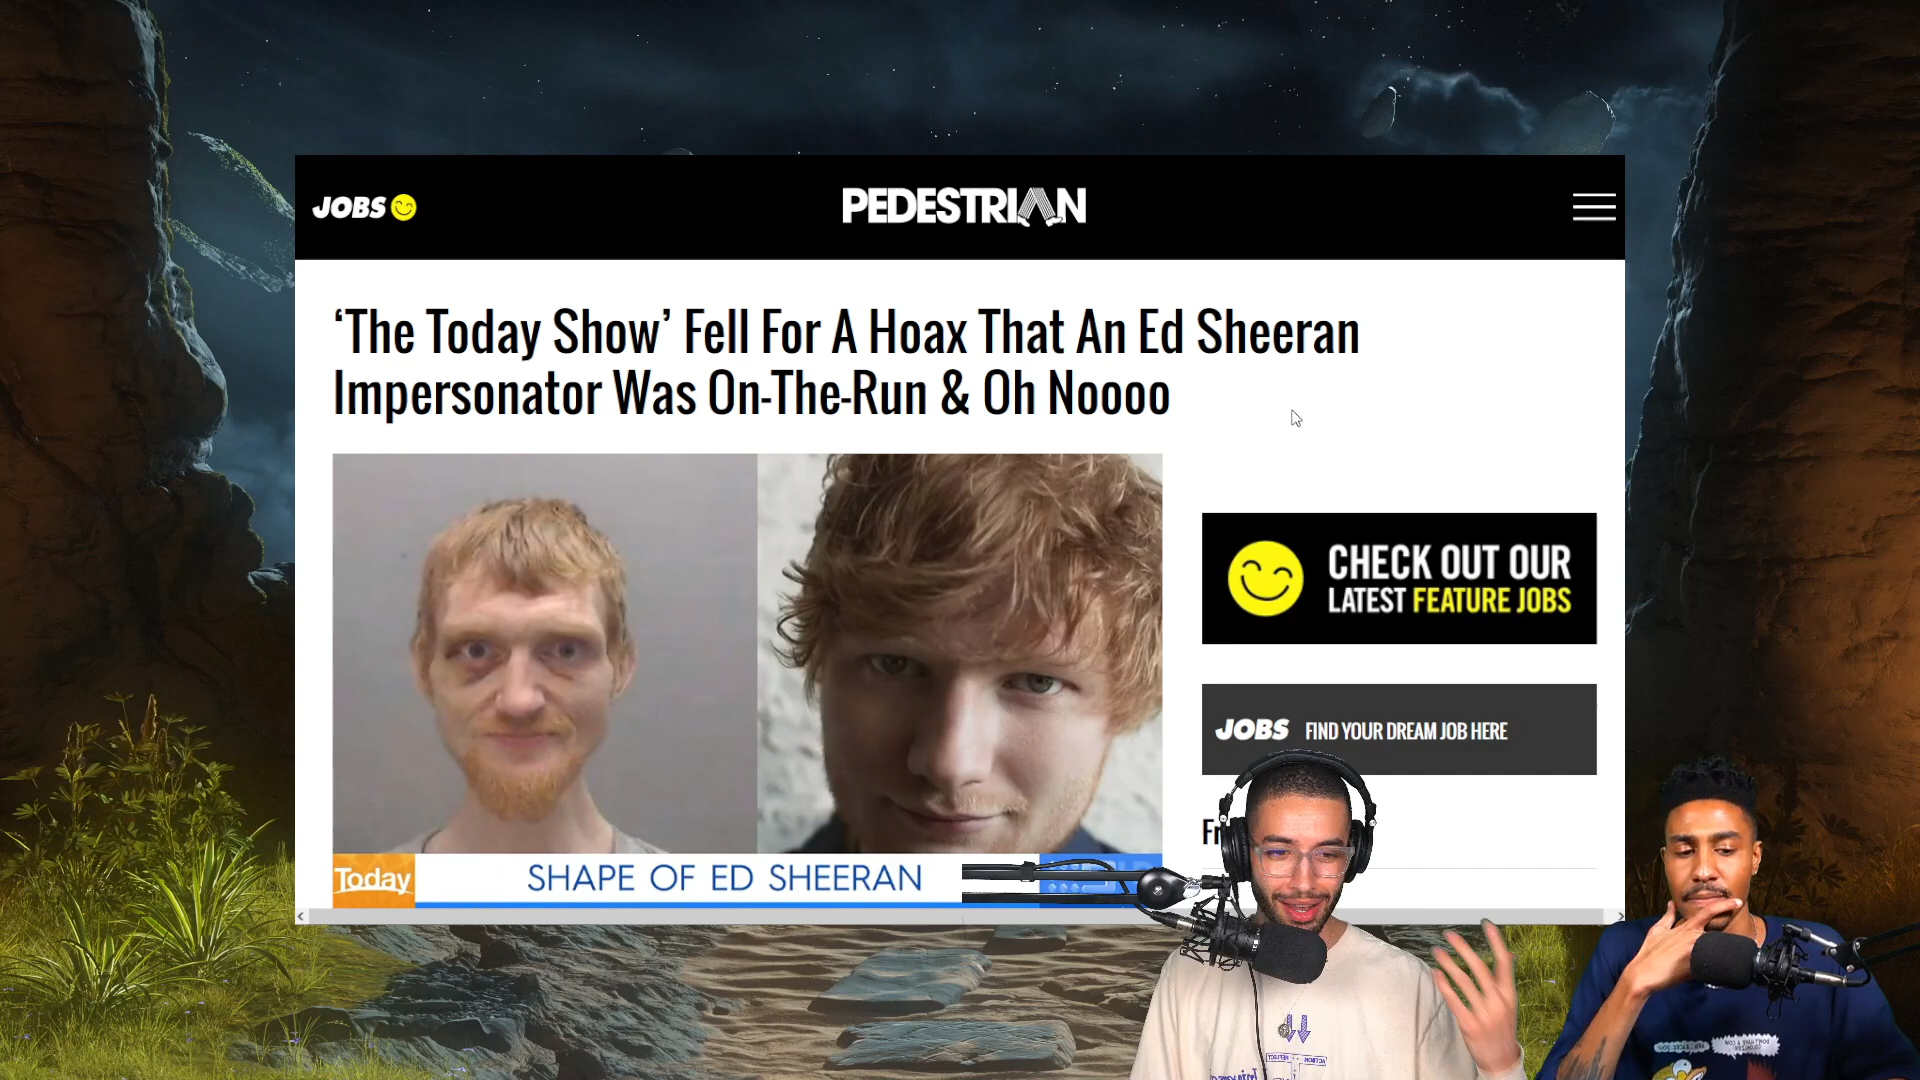 JOBS
PEDESTRIAN
‘The Today Show’ Fell For A Hoax That An Ed Sheeran
Impersonator Was On-The-Run & Oh Noooo
CHECK OUT OUR
LATEST FEATURE JOBS
JOBS FIND YOUR DREAM JOB HERE
Today
SHAPE OF ED SHEERAN